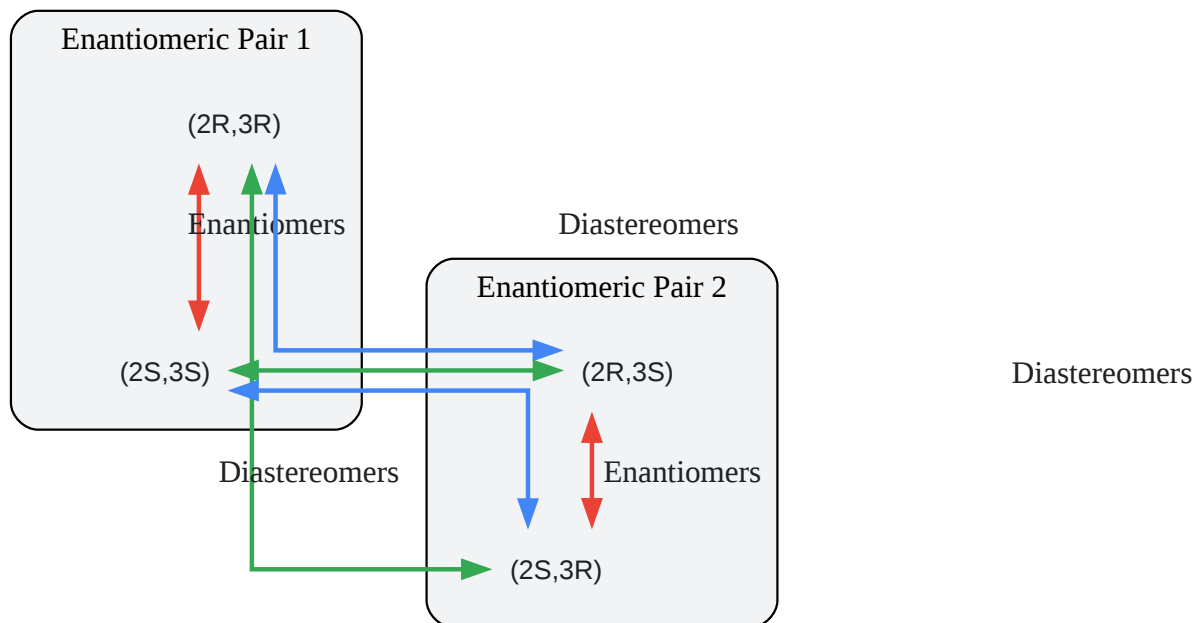 Enantiomeric Pair 1
(2R,3R)
Enantiomers
Diastereomers
Enantiomeric Pair 2
(2S,3S)
(2R,3S)
Diastereomers
Diastereomers
Enantiomers
(2S,3R)